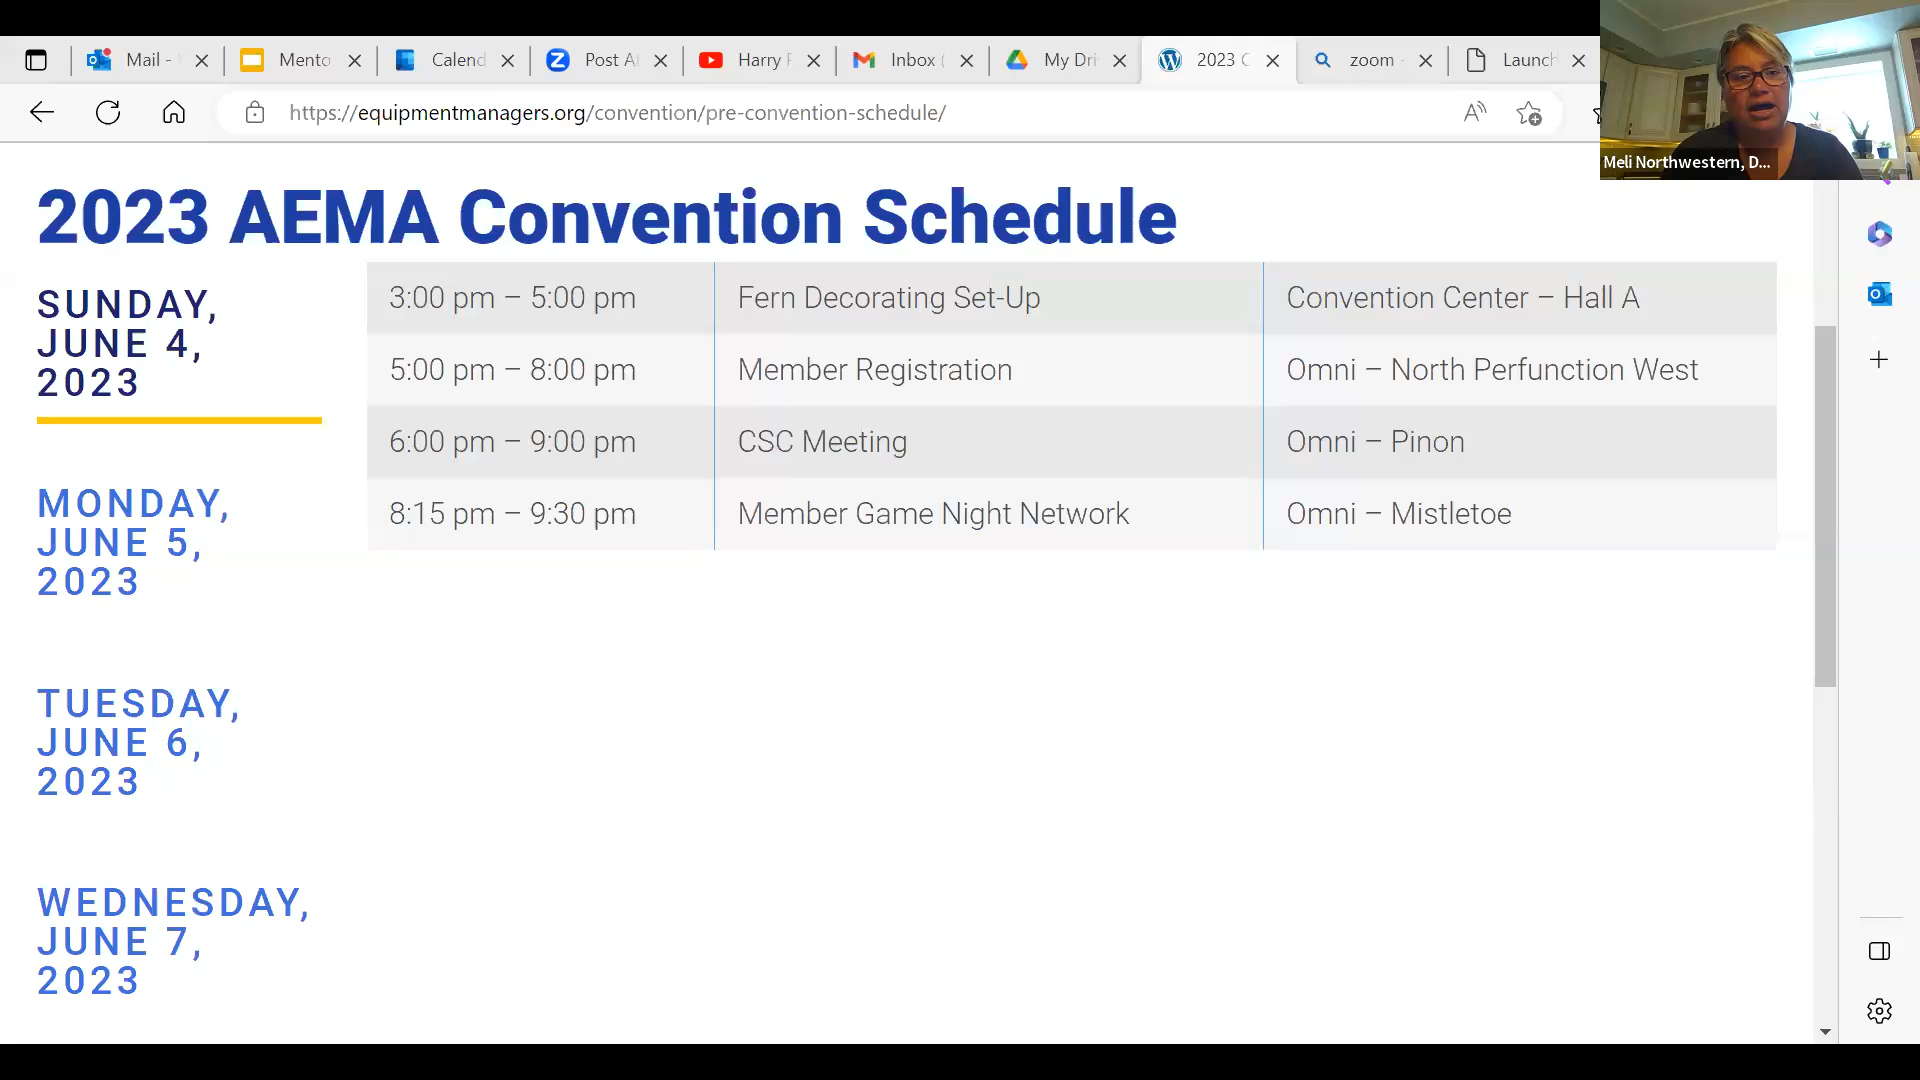 Mail -
Mento
Calend
Post A
Harry
Inbox
My Dri
2023 C
zoom
Launch
https://equipmentmanagers.org/convention/pre-convention-schedule/
Meli Northwestern, D...
2023 AEMA Convention Schedule
SUNDAY,
JUNE 4,
2023
3:00 pm – 5:00 pm Fern Decorating Set-Up Convention Center – Hall A
5:00 pm – 8:00 pm Member Registration Omni – North Perfunction West
6:00 pm – 9:00 pm CSC Meeting Omni – Pinon
8:15 pm – 9:30 pm Member Game Night Network Omni – Mistletoe
MONDAY,
JUNE 5,
2023
TUESDAY,
JUNE 6,
2023
WEDNESDAY,
JUNE 7,
2023